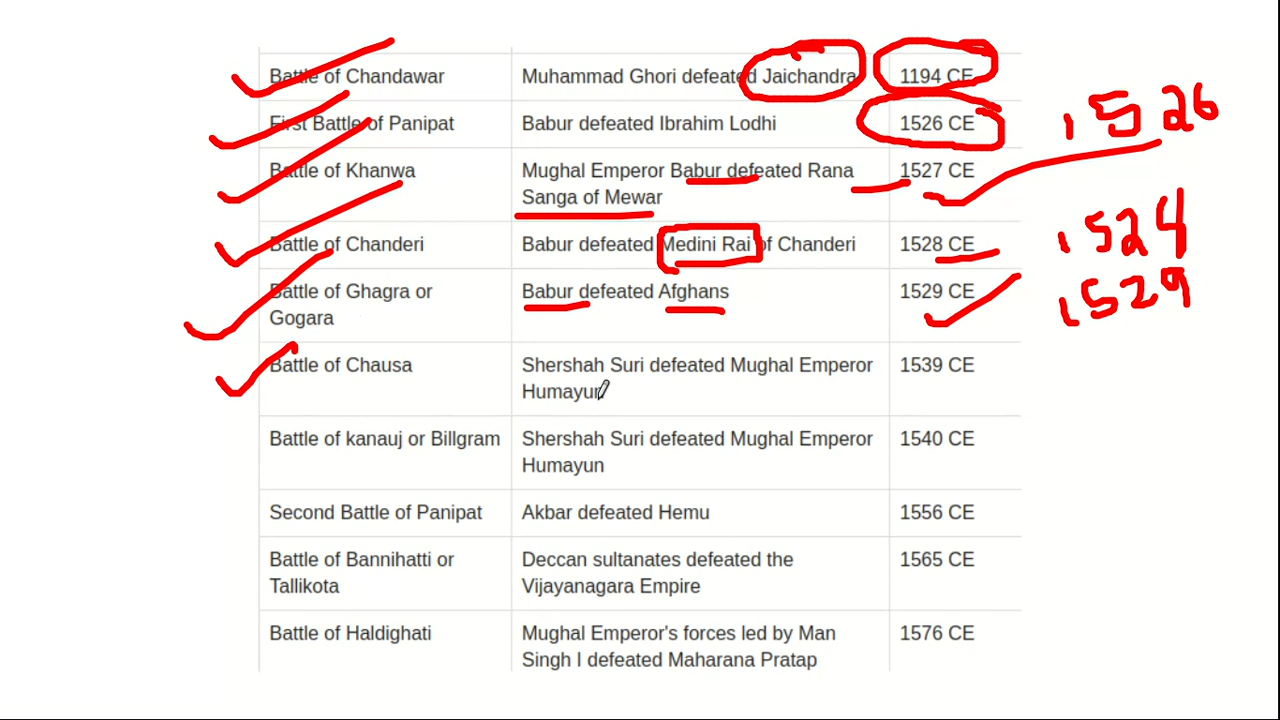 Battle of Chandawar Muhammad Ghori defeated Jaichandra 1194 CE
First Battle of Panipat Babur defeated Ibrahim Lodhi 1526 CE 1526
Battle of Khanwa Mughal Emperor Babur defeated Rana 1527 CE
Sanga of Mewar
Battle of Chanderi Babur defeated Medini Rai of Chanderi 1528 CE 1524
Battle of Ghagra or Babur defeated Afghans 1529 CE 1529
Gogara
Battle of Chausa Shershah Suri defeated Mughal Emperor 1539 CE
Humayun
Battle of kanauj or Billgram Shershah Suri defeated Mughal Emperor 1540 CE
Humayun
Second Battle of Panipat Akbar defeated Hemu 1556 CE
Battle of Bannihatti or Deccan sultanates defeated the 1565 CE
Tallikota Vijayanagara Empire
Battle of Haldighati Mughal Emperor's forces led by Man 1576 CE
Singh I defeated Maharana Pratap